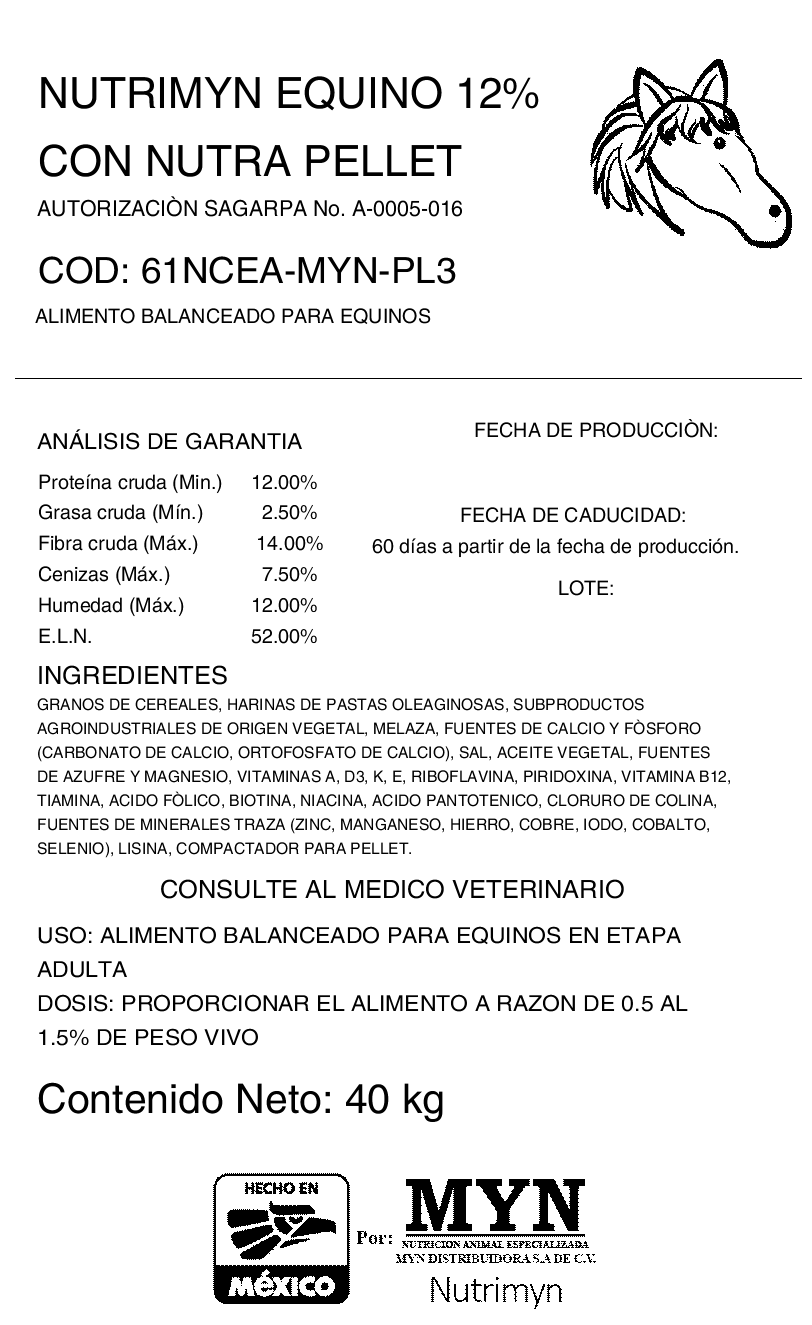 NUTRIMYN EQUINO 12%
CON NUTRA PELLET
AUTORIZACIÒN SAGARPA No. A-0005-016
COD: 61NCEA-MYN-PL3
ALIMENTO BALANCEADO PARA EQUINOS
ANÁLISIS DE GARANTIA
Proteína cruda (Min.) 12.00%
Grasa cruda (Mín.) 2.50%
Fibra cruda (Máx.) 14.00%
Cenizas (Máx.) 7.50%
Humedad (Máx.) 12.00%
E.L.N. 52.00%
FECHA DE PRODUCCIÒN:
FECHA DE CADUCIDAD:
60 días a partir de la fecha de producción.
LOTE:
INGREDIENTES
GRANOS DE CEREALES, HARINAS DE PASTAS OLEAGINOSAS, SUBPRODUCTOS
AGROINDUSTRIALES DE ORIGEN VEGETAL, MELAZA, FUENTES DE CALCIO Y FÒSFORO
(CARBONATO DE CALCIO, ORTOFOSFATO DE CALCIO), SAL, ACEITE VEGETAL, FUENTES
DE AZUFRE Y MAGNESIO, VITAMINAS A, D3, K, E, RIBOFLAVINA, PIRIDOXINA, VITAMINA B12,
TIAMINA, ACIDO FÒLICO, BIOTINA, NIACINA, ACIDO PANTOTENICO, CLORURO DE COLINA,
FUENTES DE MINERALES TRAZA (ZINC, MANGANESO, HIERRO, COBRE, IODO, COBALTO,
SELENIO), LISINA, COMPACTADOR PARA PELLET.
CONSULTE AL MEDICO VETERINARIO
USO: ALIMENTO BALANCEADO PARA EQUINOS EN ETAPA
ADULTA
DOSIS: PROPORCIONAR EL ALIMENTO A RAZON DE 0.5 AL
1.5% DE PESO VIVO
Contenido Neto: 40 kg
HECHO EN
MéXICO
Por:
MYN
NUTRICION ANIMAL ESPECIALIZADA
MYN DISTRIBUIDORA S.A DE C.V.
Nutrimyn